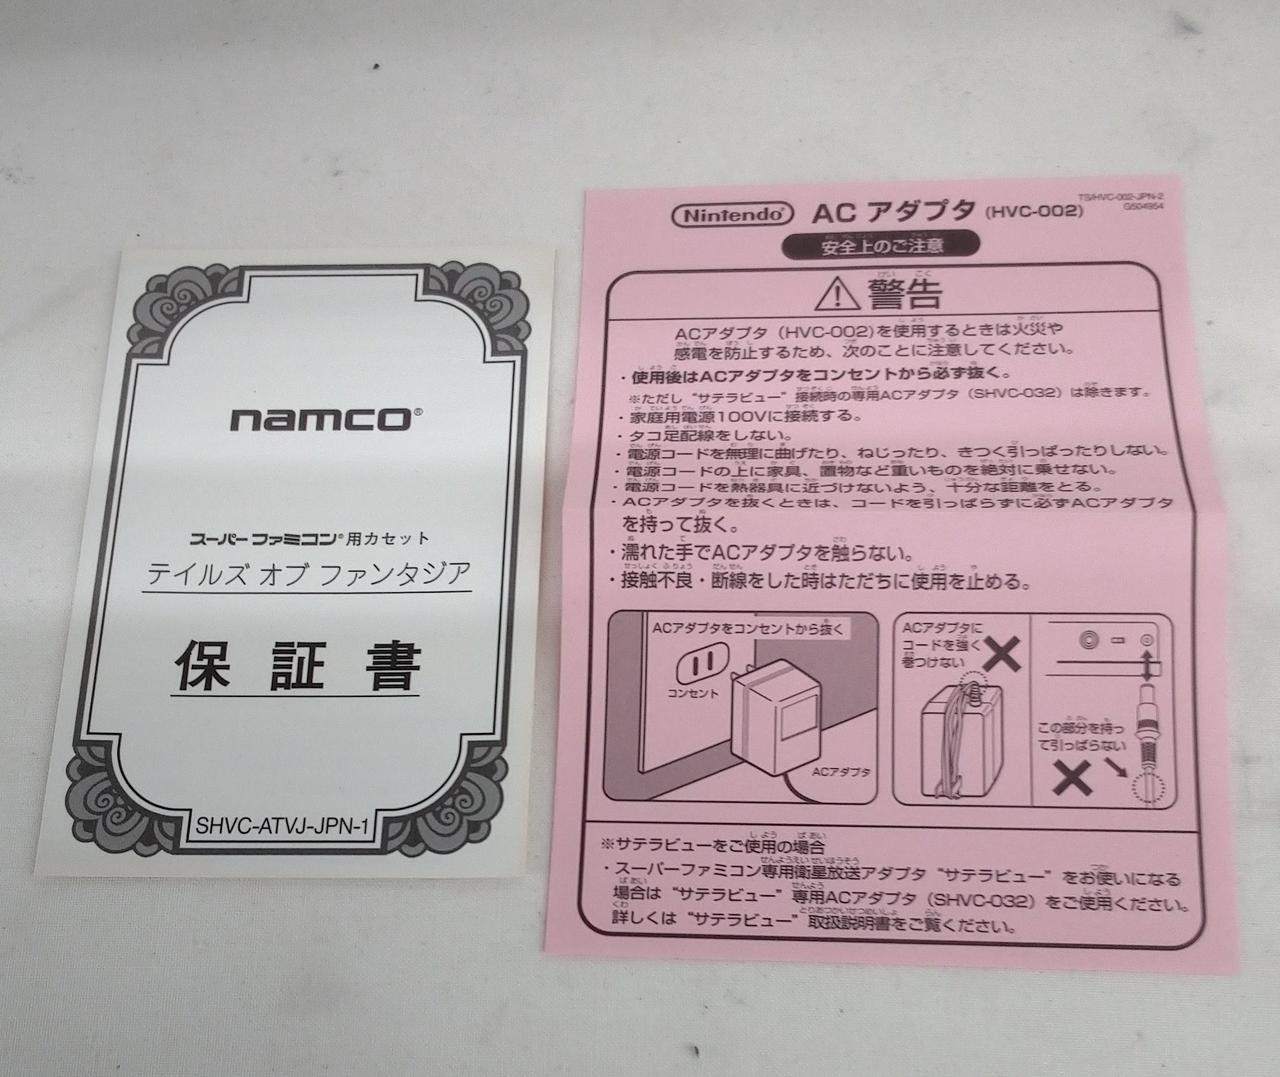 namco®
スーパーファミコン®用カセット
テイルズ オブ ファンタジア
保証書
SHVC-ATVJ-JPN-1
Nintendo® ACアダプタ (HVC-002)
TS/HVC-002-JPN-2
G504954
安全上のご注意
警告
ACアダプタ(HVC-002)を使用するときは火災や
感電を防止するため、次のことに注意してください。
・使用後はACアダプタをコンセントから必ず抜く。
※ただし“サテラビュー”接続時の専用ACアダプタ(SHVC-032)は除きます。
・家庭用電源100Vに接続する。
・タコ足配線をしない。
・電源コードを無理に曲げたり、ねじったり、きつく引っぱったりしない。
・電源コードの上に家具、置物など重いものを絶対に乗せない。
・電源コードを熱器具に近づけないよう、十分な距離をとる。
・ACアダプタを抜くときは、コードを引っぱらずに必ずACアダプタ
を持って抜く。
・濡れた手でACアダプタを触らない。
・接触不良・断線をした時はただちに使用を止める。
ACアダプタをコンセントから抜く
コンセント
ACアダプタ
ACアダプタに
コードを強く
巻つけない
この部分を持っ
て引っぱらない
※サテラビューをご使用の場合
・スーパーファミコン専用衛星放送アダプタ“サテラビュー”をお使いになる
場合は“サテラビュー”専用ACアダプタ(SHVC-032)をご使用ください。
詳しくは“サテラビュー”取扱説明書をご覧ください。